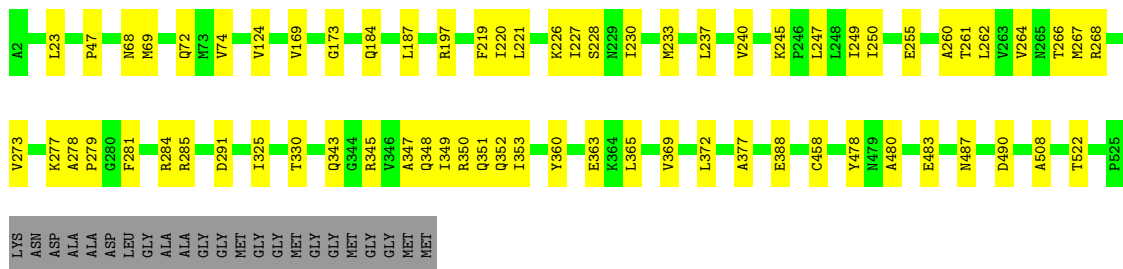 A2 L23 P47 N68 M69 Q72 M73 V74 V124 V169 G173 Q184 L187 R197 F219 I220 L221 K226 I227 S228 N229 I230 M233 L237 V240 K245 P246 L247 L248 I249 I250 E255 A260 T261 L262 V263 V264 N265 T266 M267 R268
V273 K277 A278 P279 G280 F281 R284 R285 D291 I325 T330 Q343 G344 R345 V346 A347 Q348 I349 R350 Q351 Q352 I353 Y360 E363 K364 L365 V369 L372 A377 E388 C458 Y478 N479 A480 E483 N487 D490 A508 T522 P525
LYS ASN ASP ALA ALA ASP LEU GLY ALA ALA GLY GLY MET GLY GLY MET GLY GLY MET GLY GLY MET MET